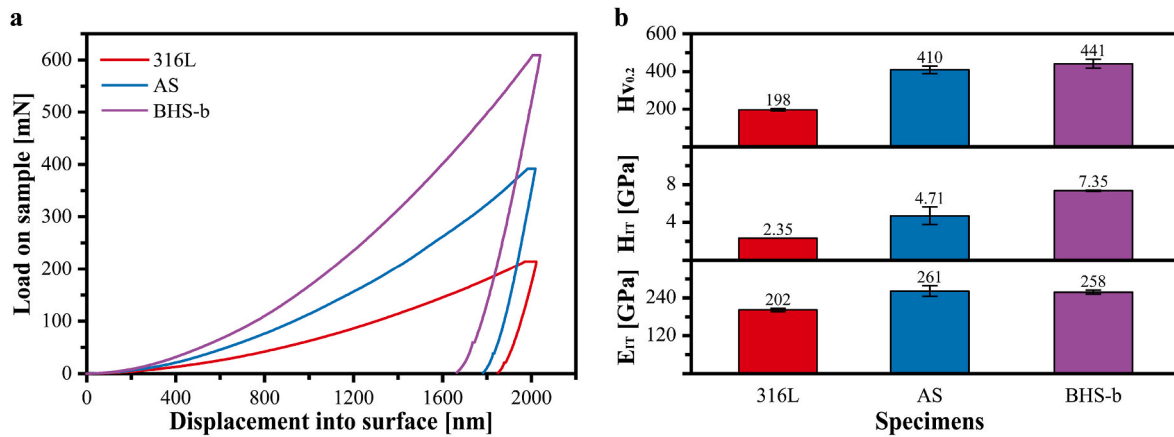 a
Load on sample [mN]
600
500
400
300
200
100
0
316L
AS
BHS-b
0 400 800 1200 1600 2000
Displacement into surface [nm]
b
Hv0.2
600
400
200
198
410
441
HIT [GPa]
8
4
2.35
4.71
7.35
EIT [GPa]
240
120
202
261
258
316L AS BHS-b
Specimens